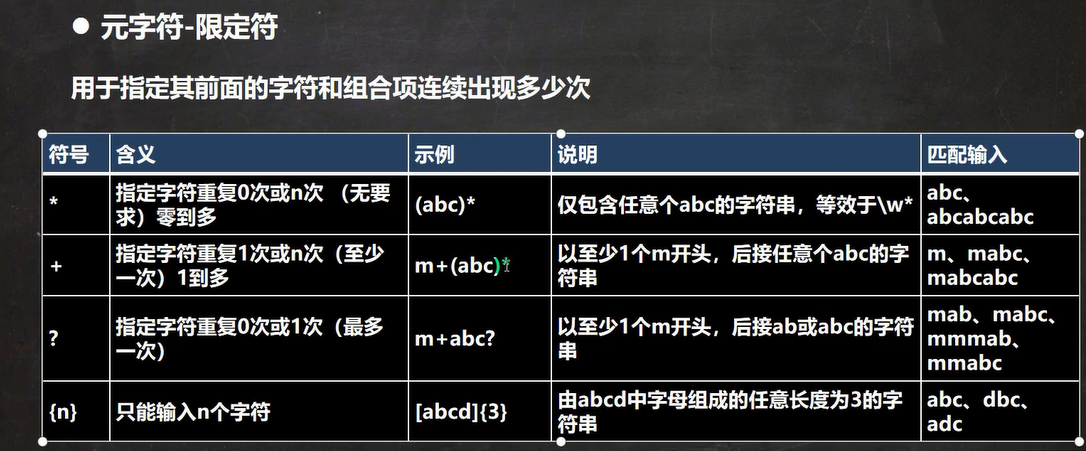 ● 元字符-限定符
用于指定其前面的字符和组合项连续出现多少次
符号 含义 示例 说明 匹配输入
* 指定字符重复0次或n次 （无要求）零到多 (abc)* 仅包含任意个abc的字符串，等效于\w* abc、abcabcabc
+ 指定字符重复1次或n次（至少一次）1到多 m+(abc)* 以至少1个m开头，后接任意个abc的字符串 m、mabc、mabcabc
? 指定字符重复0次或1次（最多一次） m+abc? 以至少1个m开头，后接ab或abc的字符串 mab、mabc、mmmab、mmabc
{n} 只能输入n个字符 [abcd]{3} 由abcd中字母组成的任意长度为3的字符串 abc、dbc、adc